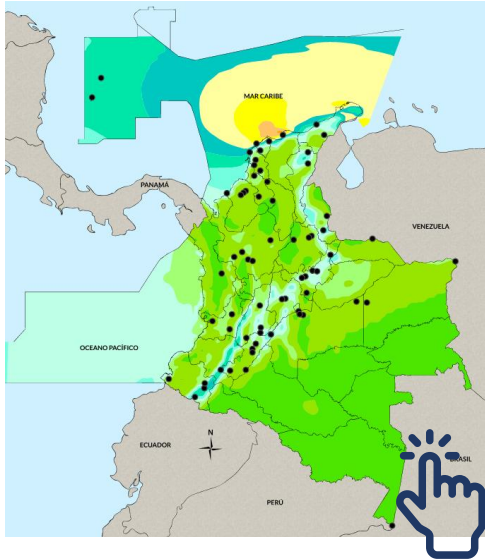 MAR CARIBE
PANAMÁ
VENEZUELA
OCEANO PACÍFICO
N
ECUADOR
BRASIL
PERÚ